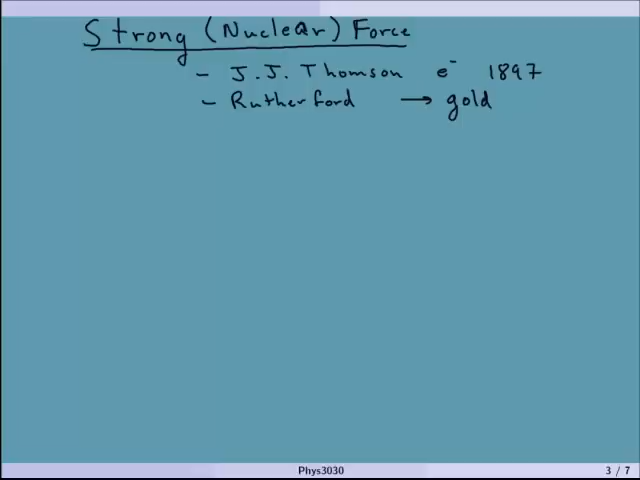 Strong (Nuclear) Force
- J.J. Thomson e⁻ 1897
- Rutherford → gold
Phys3030
3 / 7